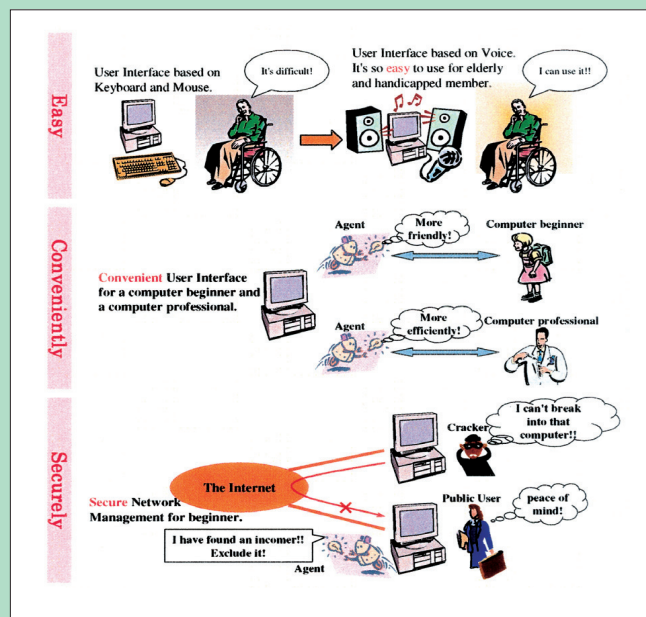 Easy
User Interface based on
Keyboard and Mouse.
It's difficult!
User Interface based on Voice.
It's so easy to use for elderly
and handicapped member.
I can use it!!
Conveniently
Convenient User Interface
for a computer beginner and
a computer professional.
Agent
More
friendly!
Computer beginner
Agent
More
efficiently!
Computer professional
Securely
Secure Network
Management for beginner.
The Internet
Cracker
I can't break
into that
computer!!
Public User
peace of
mind!
I have found an incomer!!
Exclude it!
Agent